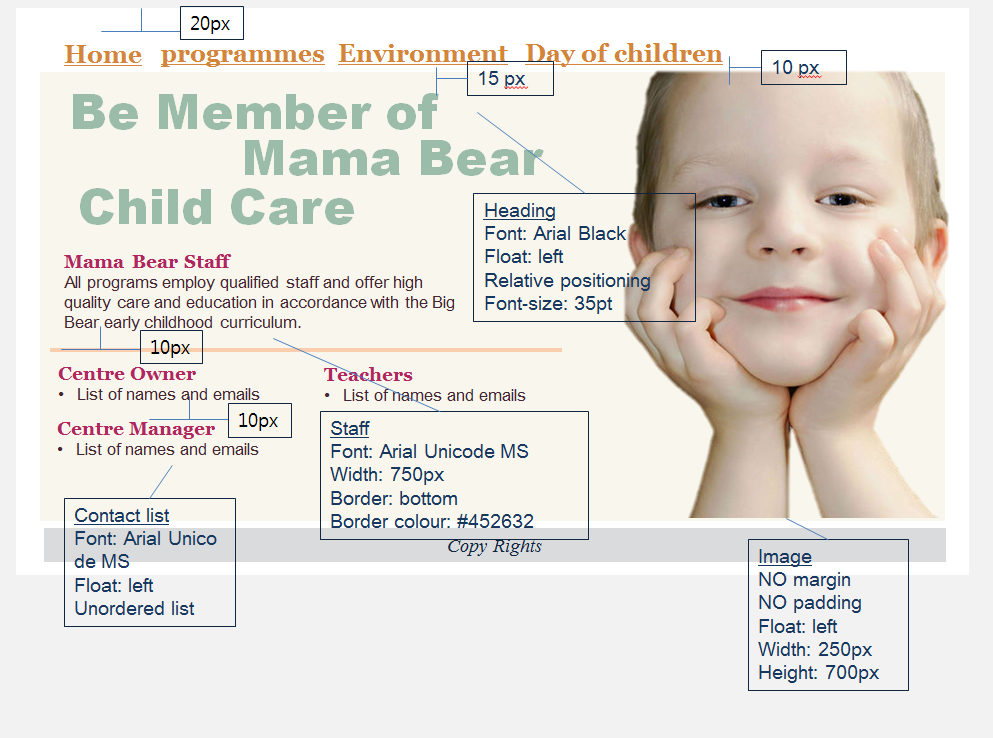 20px
Home programmes Environment Day of children
10 px
15 px
Be Member of
Mama Bear
Child Care
Heading
Font: Arial Black
Float: left
Relative positioning
Font-size: 35pt
Mama Bear Staff
All programs employ qualified staff and offer high
quality care and education in accordance with the Big
Bear early childhood curriculum.
10px
Centre Owner
• List of names and emails
Teachers
• List of names and emails
10px
Centre Manager
• List of names and emails
Staff
Font: Arial Unicode MS
Width: 750px
Border: bottom
Border colour: #452632
Contact list
Font: Arial Unico
de MS
Float: left
Unordered list
Copy Rights
Image
NO margin
NO padding
Float: left
Width: 250px
Height: 700px